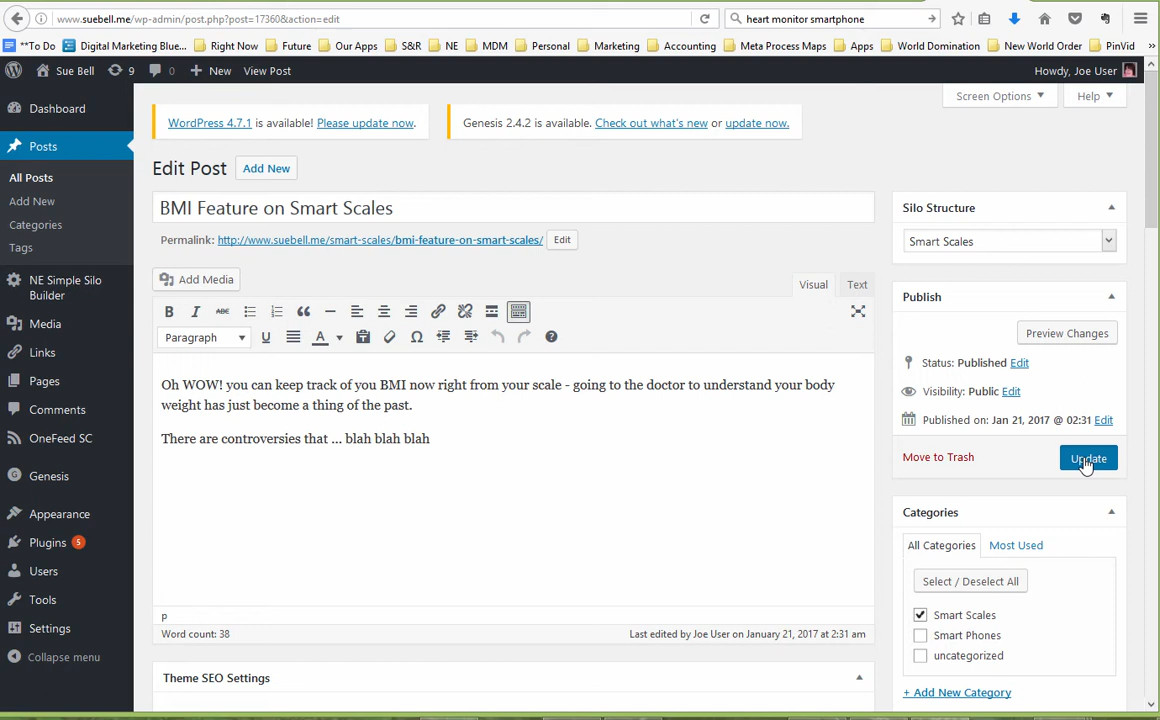 www.suebell.me/wp-admin/post.php?post=17360&action=edit
heart monitor smartphone
**To Do Digital Marketing Blue... Right Now Future Our Apps S&R NE MDM Personal Marketing Accounting Meta Process Maps Apps World Domination New World Order PinVid
Sue Bell 9 0 New View Post
Howdy, Joe User
Screen Options Help
Dashboard
Posts
All Posts
Add New
Categories
Tags
NE Simple Silo
Builder
Media
Links
Pages
Comments
OneFeed SC
Genesis
Appearance
Plugins 5
Users
Tools
Settings
Collapse menu
WordPress 4.7.1 is available! Please update now.
Genesis 2.4.2 is available. Check out what's new or update now.
Edit Post Add New
BMI Feature on Smart Scales
Permalink: http://www.suebell.me/smart-scales/bmi-feature-on-smart-scales/ Edit
Add Media
Visual Text
B I ABC
Paragraph U A Ω
Oh WOW! you can keep track of you BMI now right from your scale - going to the doctor to understand your body
weight has just become a thing of the past.
There are controversies that ... blah blah blah
p
Word count: 38
Last edited by Joe User on January 21, 2017 at 2:31 am
Theme SEO Settings
Silo Structure
Smart Scales
Publish
Preview Changes
Status: Published Edit
Visibility: Public Edit
Published on: Jan 21, 2017 @ 02:31 Edit
Move to Trash
Update
Categories
All Categories Most Used
Select / Deselect All
Smart Scales
Smart Phones
uncategorized
+ Add New Category